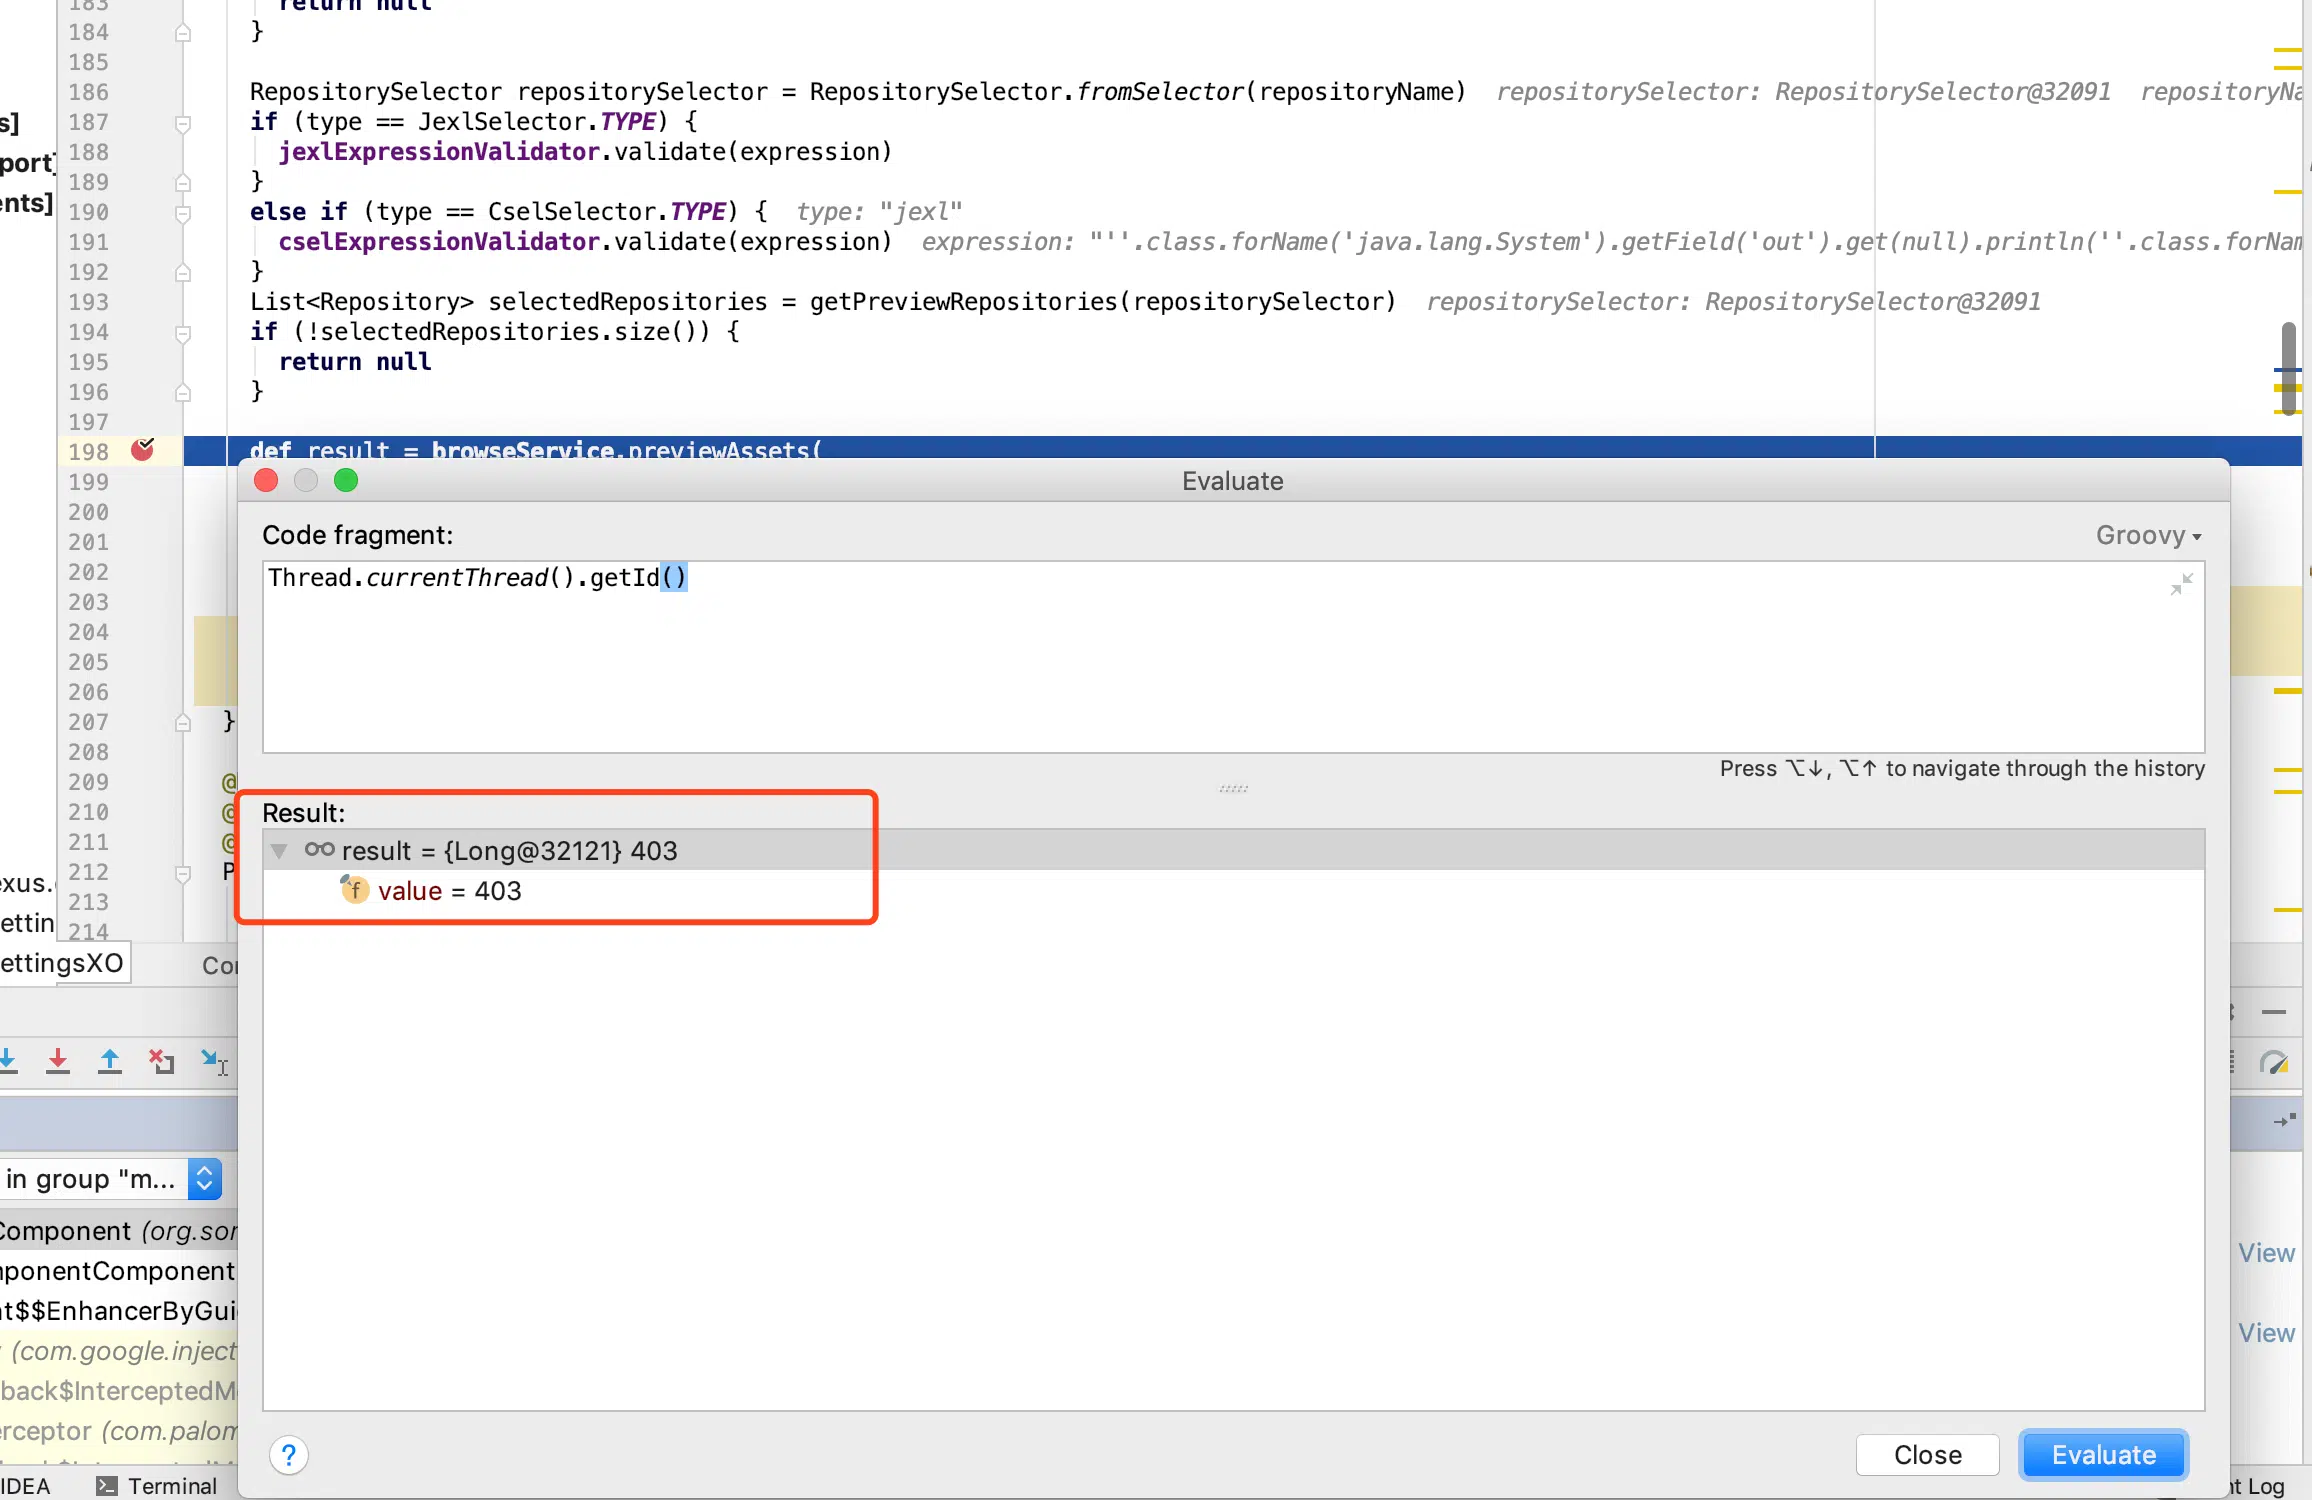 183 return null
184 }
185
186 RepositorySelector repositorySelector = RepositorySelector.fromSelector(repositoryName) repositorySelector: RepositorySelector@32091 repositoryNa
187 if (type == JexlSelector.TYPE) {
188 jexlExpressionValidator.validate(expression)
189 }
190 else if (type == CselSelector.TYPE) { type: "jexl"
191 cselExpressionValidator.validate(expression) expression: "''.class.forName('java.lang.System').getField('out').get(null).println(''.class.forNam
192 }
193 List<Repository> selectedRepositories = getPreviewRepositories(repositorySelector) repositorySelector: RepositorySelector@32091
194 if (!selectedRepositories.size()) {
195 return null
196 }
197
198 def result = browseService.previewAssets(
199
200
201
202
203
204
205
206
207 }
208
209 @
210 @
211 @
212 P
213
214
s]
port]
ents]
exus.
ettin
ettingsXO
Con
Evaluate
Code fragment:
Groovy
Thread.currentThread().getId()
Press ⌥↓, ⌥↑ to navigate through the history
Result:
result = {Long@32121} 403
f value = 403
in group "m...
Component (org.son
mponentComponent
nt$$EnhancerByGui
(com.google.inject
back$InterceptedM
erceptor (com.palom
View
View
? Close Evaluate
IDEA Terminal
nt Log